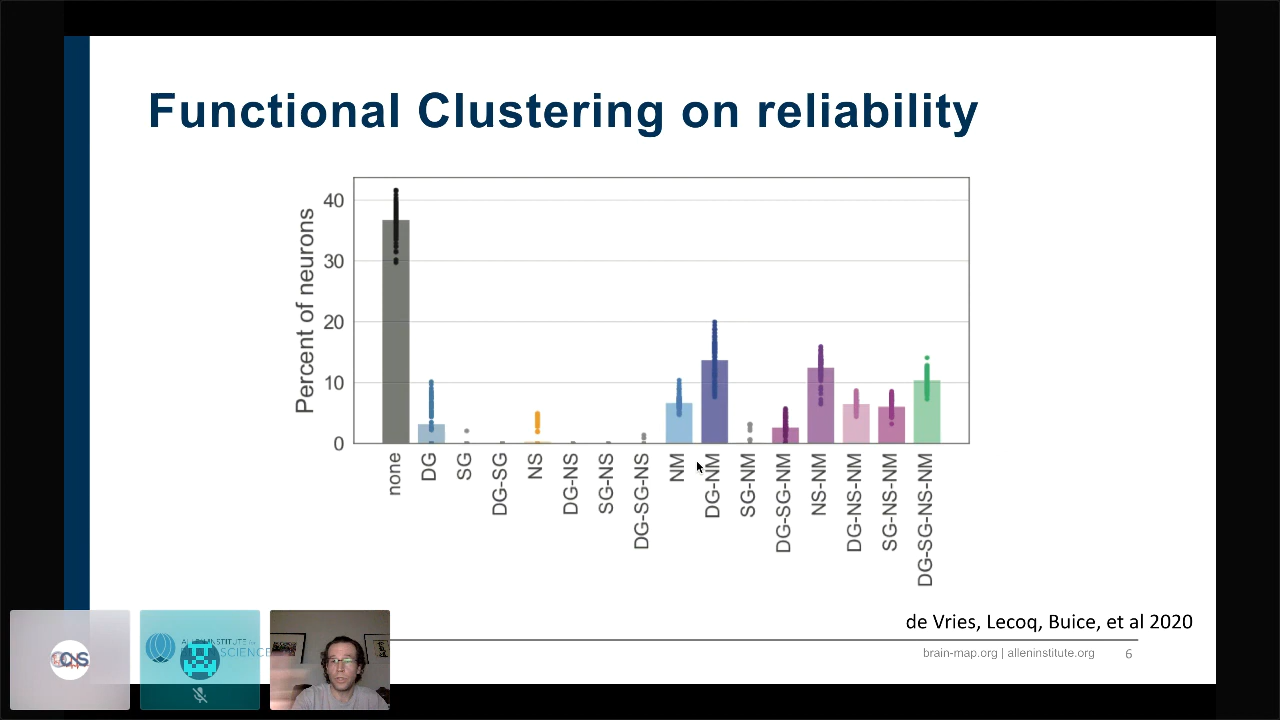 Functional Clustering on reliability
Percent of neurons
40
30
20
10
0
none
DG
SG
DG-SG
NS
DG-NS
SG-NS
DG-SG-NS
NM
DG-NM
SG-NM
DG-SG-NM
NS-NM
DG-NS-NM
SG-NS-NM
DG-SG-NS-NM
de Vries, Lecoq, Buice, et al 2020
brain-map.org | alleninstitute.org
6